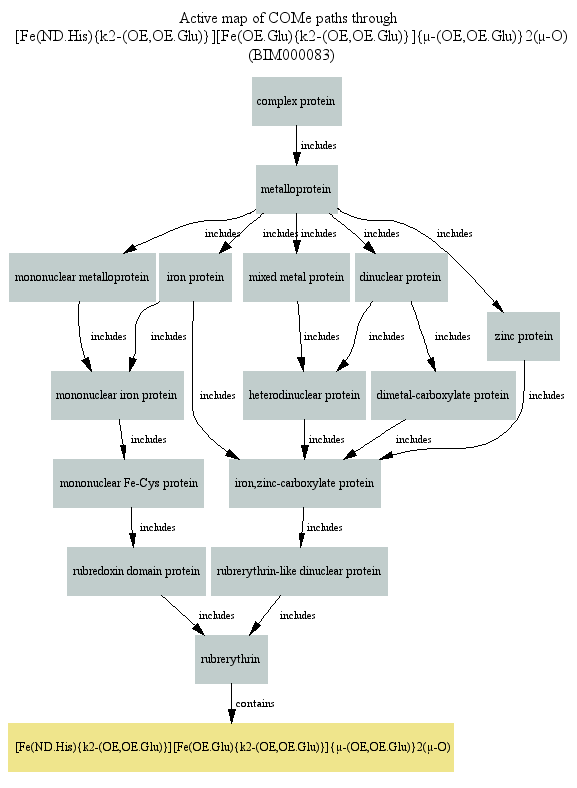 Active map of COMe paths through
[Fe(ND.His){k2-(OE,OE.Glu)}][Fe(OE.Glu){k2-(OE,OE.Glu)}]{μ-(OE,OE.Glu)}2(μ-O)
(BIM000083)
complex protein
includes
metalloprotein
includes includes includes includes includes
mononuclear metalloprotein iron protein mixed metal protein dinuclear protein
zinc protein
includes includes includes includes includes
mononuclear iron protein heterodinuclear protein dimetal-carboxylate protein
includes includes
includes includes includes
mononuclear Fe-Cys protein iron,zinc-carboxylate protein
includes includes
rubredoxin domain protein rubrerythrin-like dinuclear protein
includes includes
rubrerythrin
contains
[Fe(ND.His){k2-(OE,OE.Glu)}][Fe(OE.Glu){k2-(OE,OE.Glu)}]{μ-(OE,OE.Glu)}2(μ-O)